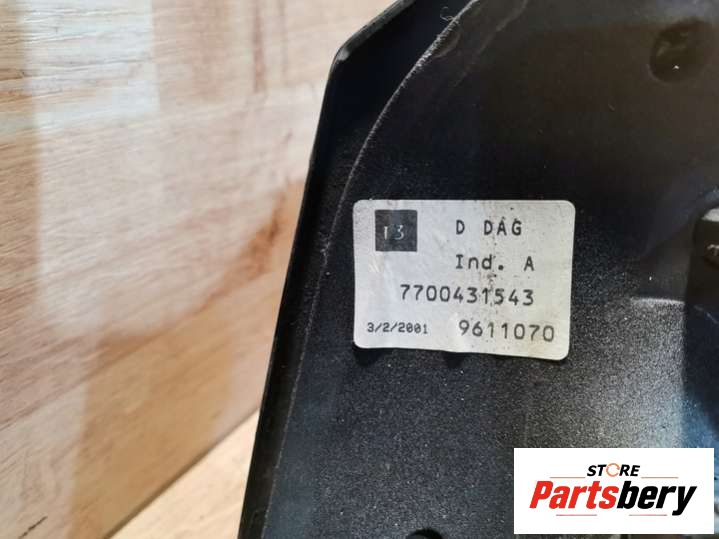 13
D DAG
Ind. A
7700431543
3/2/2001 9611070
STORE
Partsbery